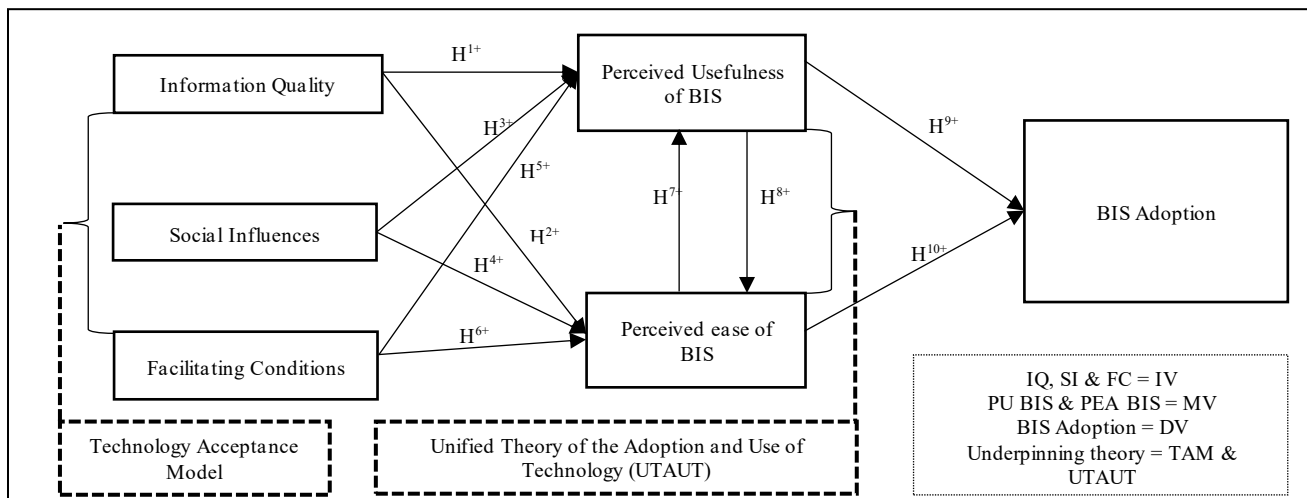 Information Quality
Social Influences
Facilitating Conditions
Technology Acceptance
Model
H1+
H3+
H5+
H2+
H4+
H6+
Perceived Usefulness
of BIS
H7+
H8+
Perceived ease of
BIS
Unified Theory of the Adoption and Use of
Technology (UTAUT)
H9+
H10+
BIS Adoption
IQ, SI & FC = IV
PU BIS & PEA BIS = MV
BIS Adoption = DV
Underpinning theory = TAM &
UTAUT